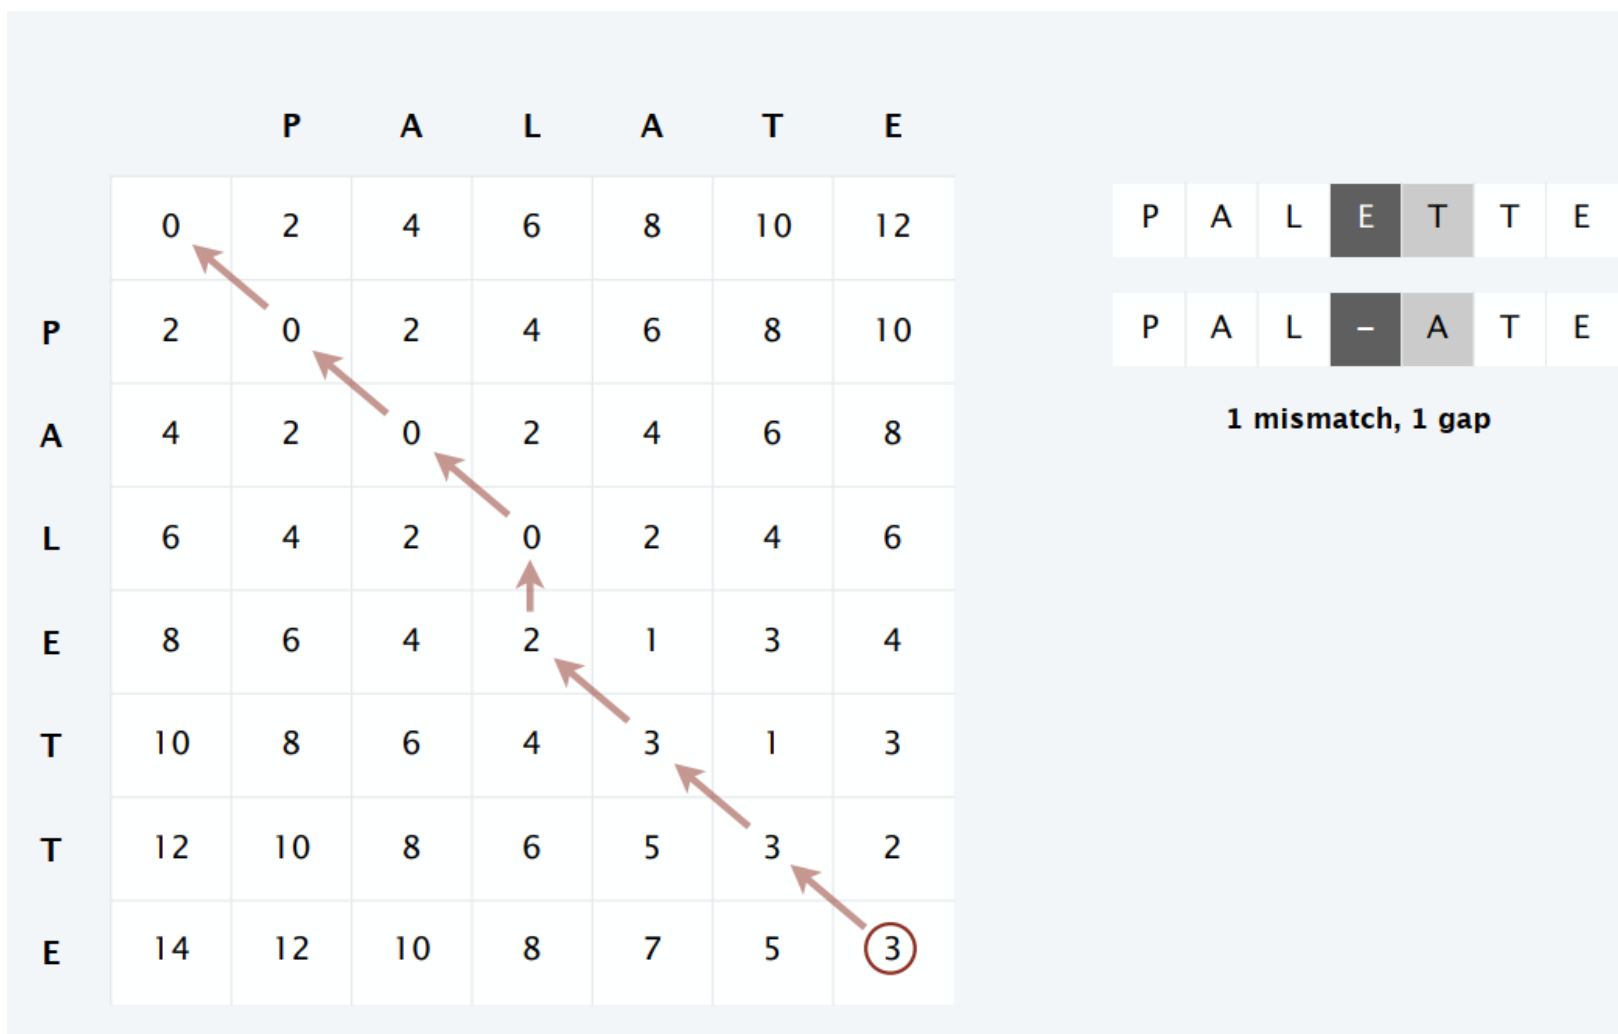 P A L A T E
0 2 4 6 8 10 12
P 2 0 2 4 6 8 10
A 4 2 0 2 4 6 8
L 6 4 2 0 2 4 6
E 8 6 4 2 1 3 4
T 10 8 6 4 3 1 3
T 12 10 8 6 5 3 2
E 14 12 10 8 7 5 3
P A L E T T E
P A L – A T E
1 mismatch, 1 gap